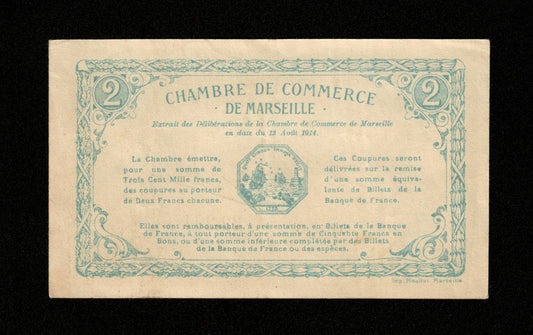 2 2
CHAMBRE DE COMMERCE
· DE MARSEILLE ·
Extrait des Délibérations de la Chambre de Commerce de Marseille
en date du 13 Août 1914.
La Chambre émettre,
pour une somme de
Trois Cent Mille francs,
des coupures au porteur
de Deux Francs chacune.
Ces Coupures seront
délivrées sur la remise
d'une somme équiva-
lente de Billets de la
Banque de France.
Elles sont remboursables, à présentation, en Billets de la Banque
de France, à tout porteur d'une somme de Cinquante Francs en
Bons, ou d'une somme inférieure complétée par des Billets
de la Banque de France ou des espèces.
Imp. Moullot Marseille